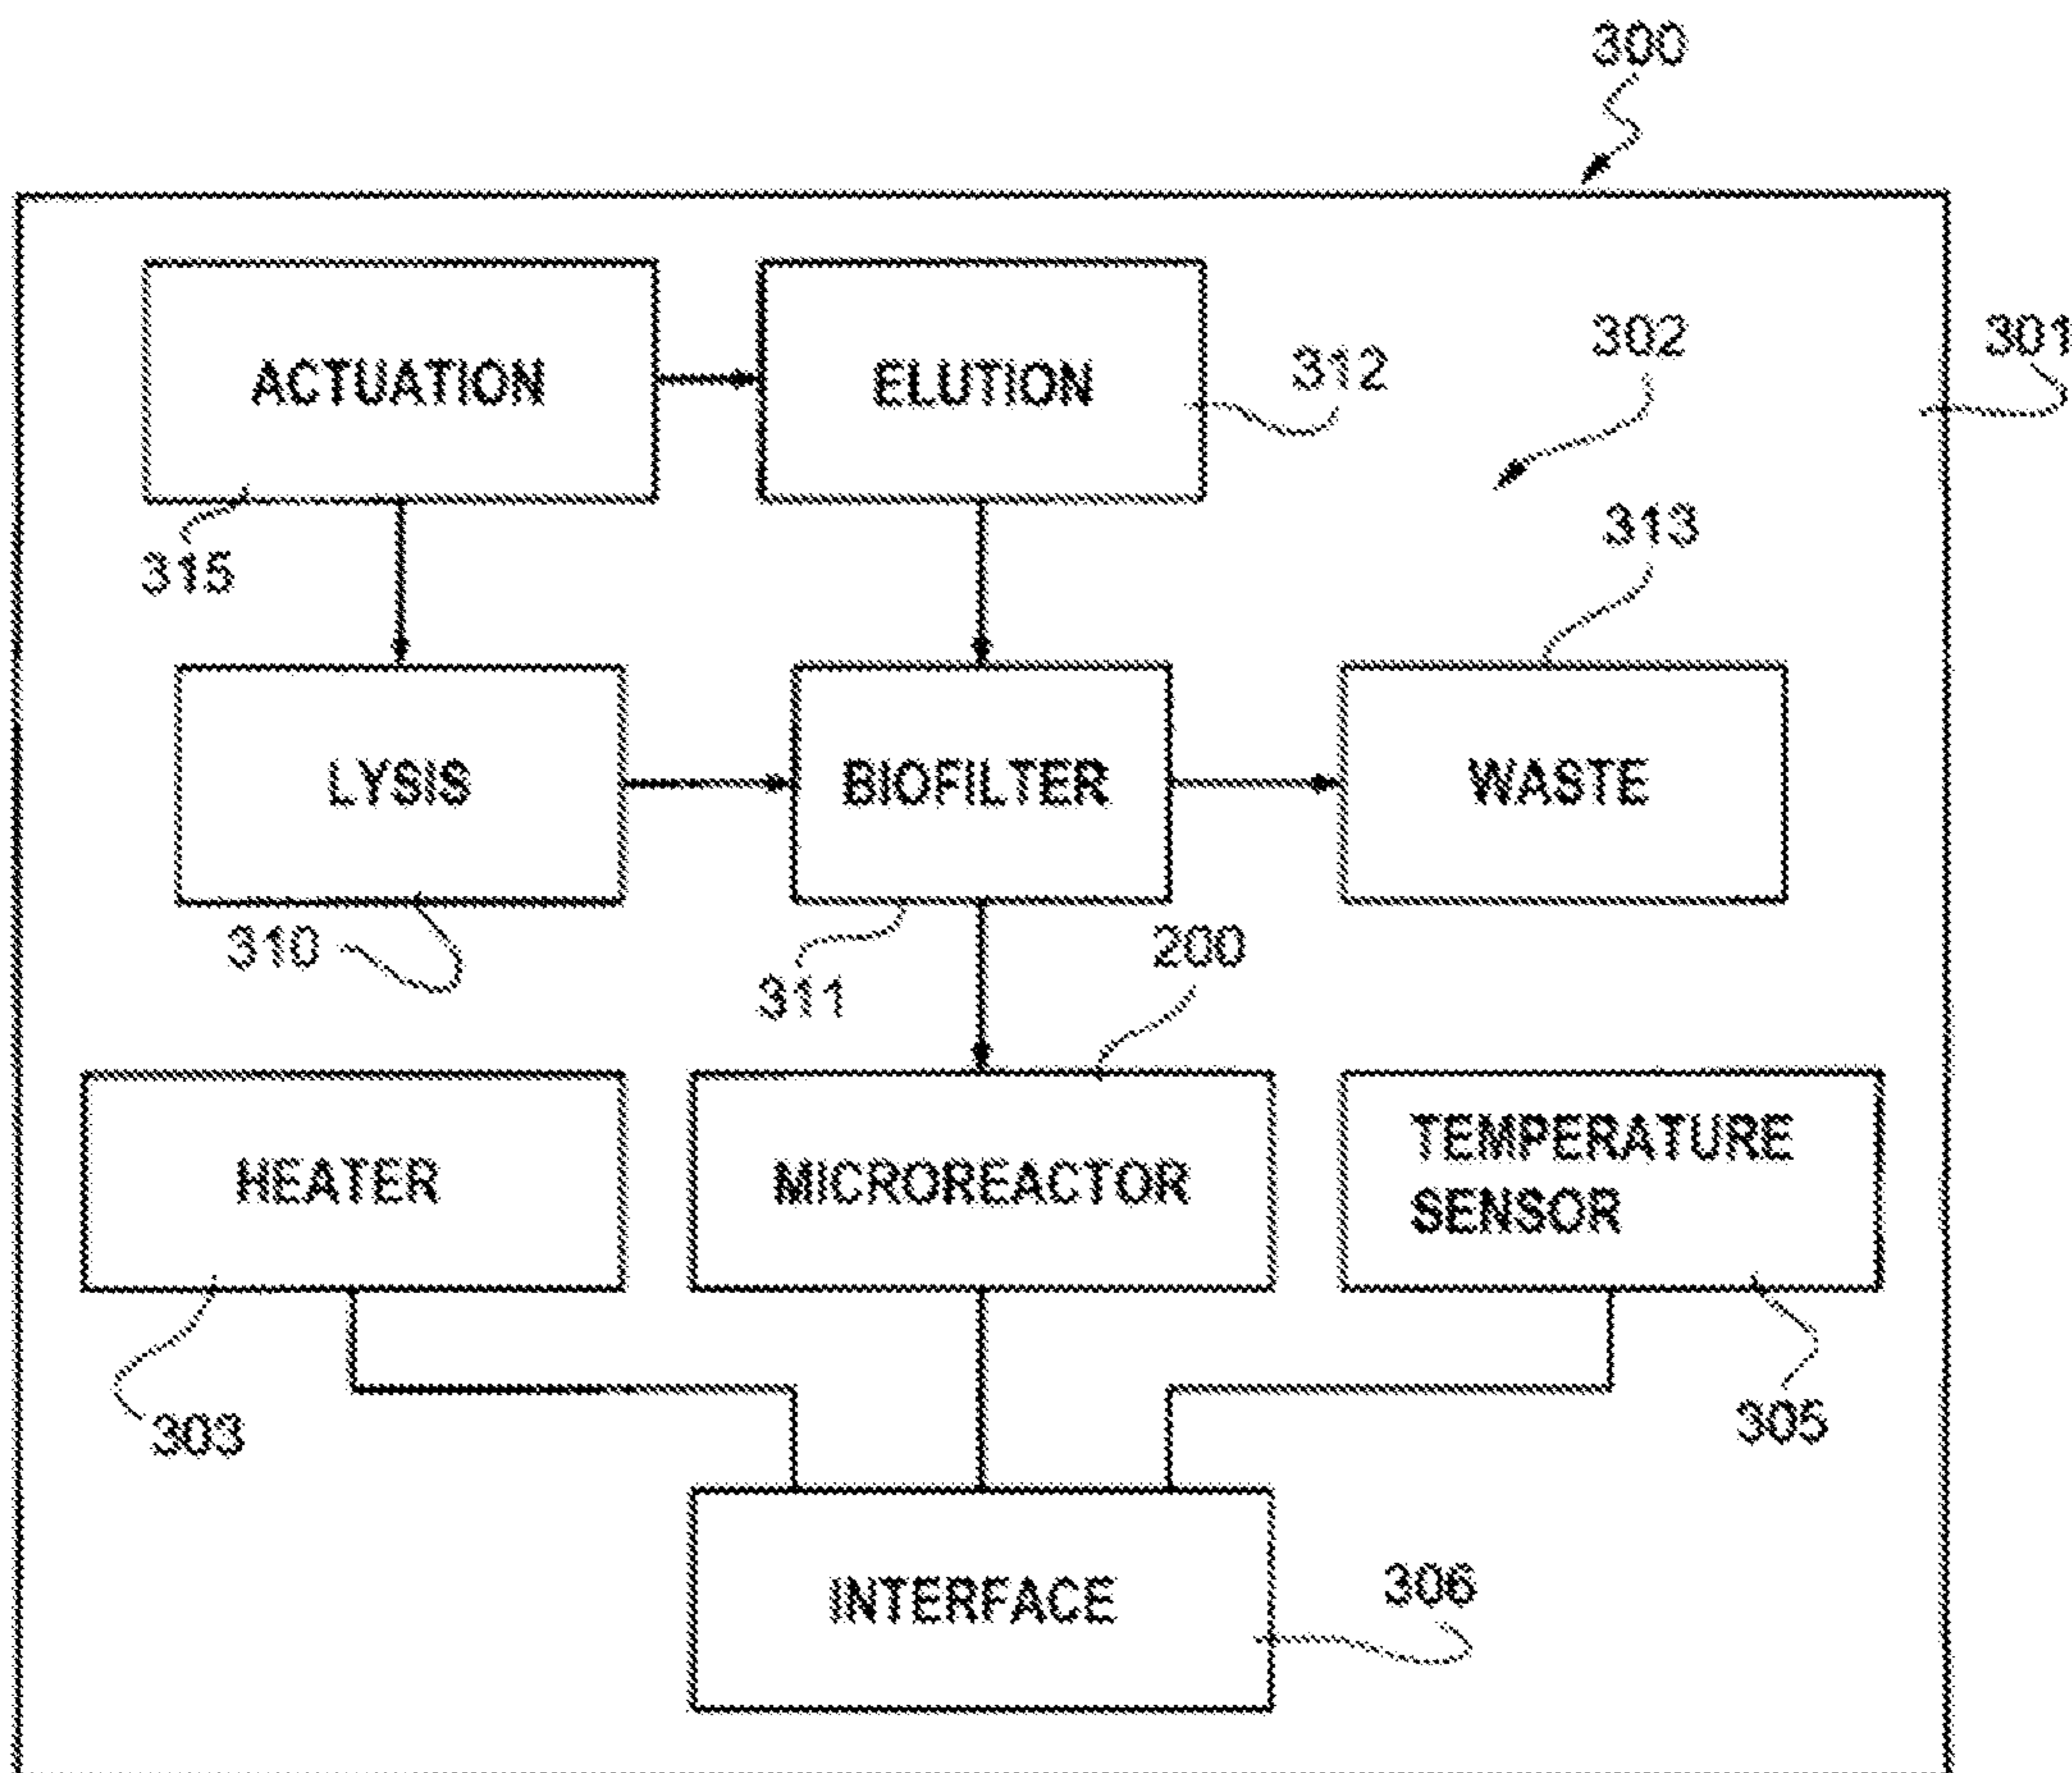 300
ACTUATION
ELUTION
312
302
301
315
313
LYSIS
BIOFILTER
WASTE
310
311
200
HEATER
MICROREACTOR
TEMPERATURE
SENSOR
303
305
INTERFACE
306